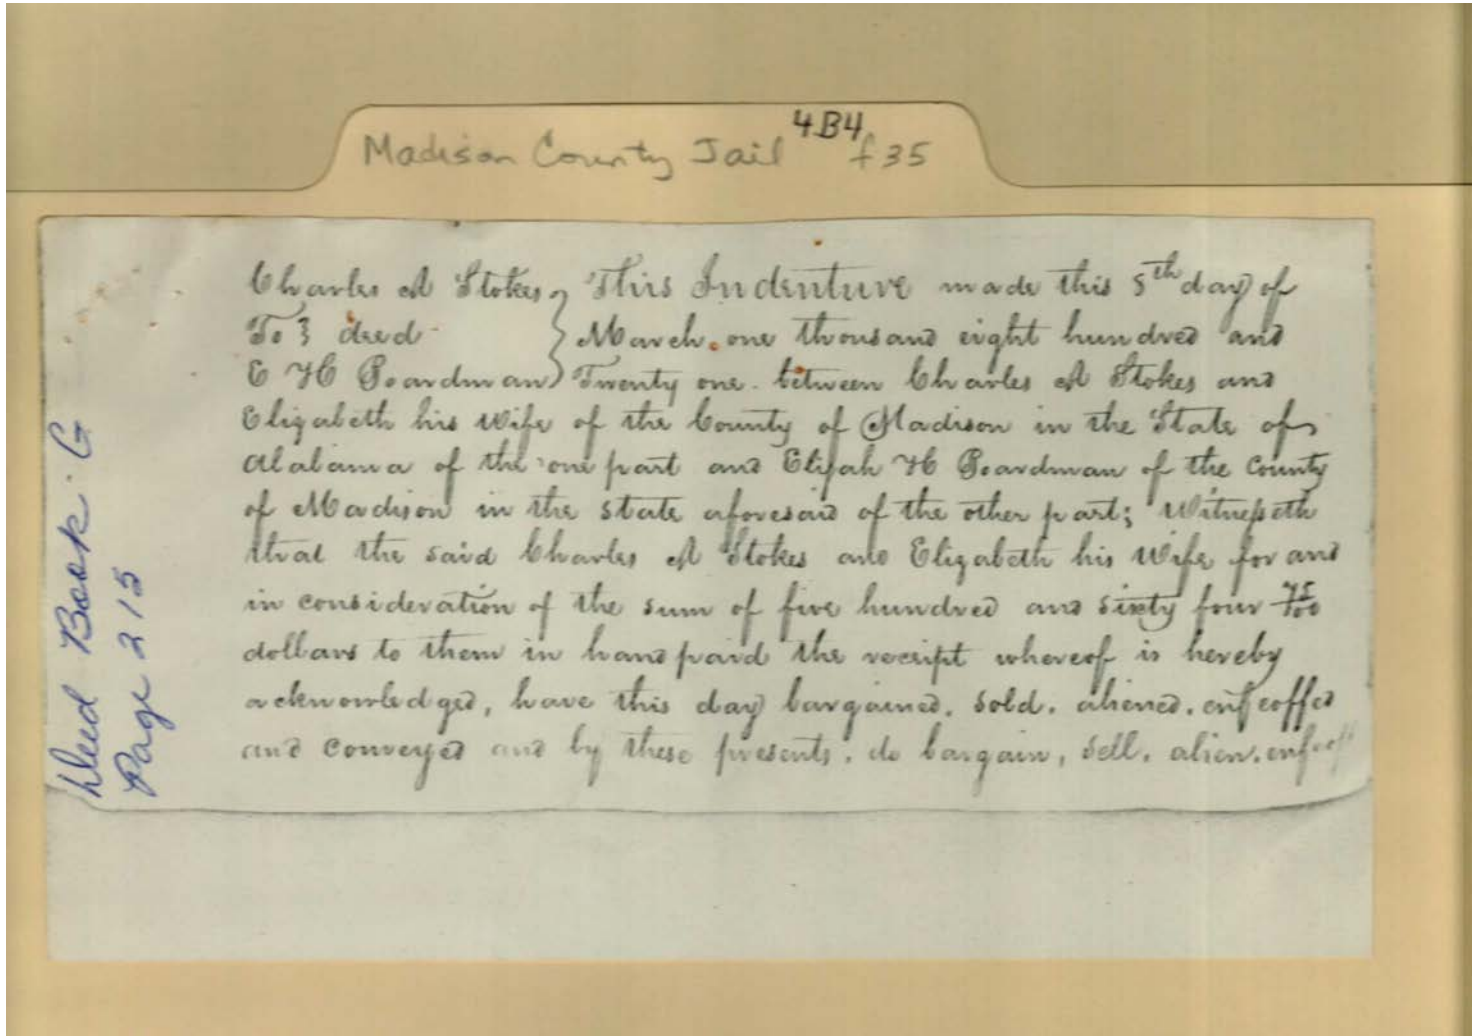 4B4
Madison County Jail f35
Charles A Stokes } This Indenture made this 5th day of
To } deed March. one thousand eight hundred and
E H Boardman } Twenty one. between Charles A Stokes and
Elizabeth his Wife of the County of Madison in the State of
Alabama of the one part and Elijah H Boardman of the County
of Madison in the State aforesaid of the other part; Witnesseth
that the said Charles A Stokes and Elizabeth his Wife for and
in consideration of the sum of five hundred and sixty four 75/100
dollars to them in hand paid the receipt whereof is hereby
acknowledged, have this day bargained. Sold. aliened. enfeoffed
and conveyed and by these presents. do bargain, Sell. alien. enfeoff
Deed Book. G
Page 215